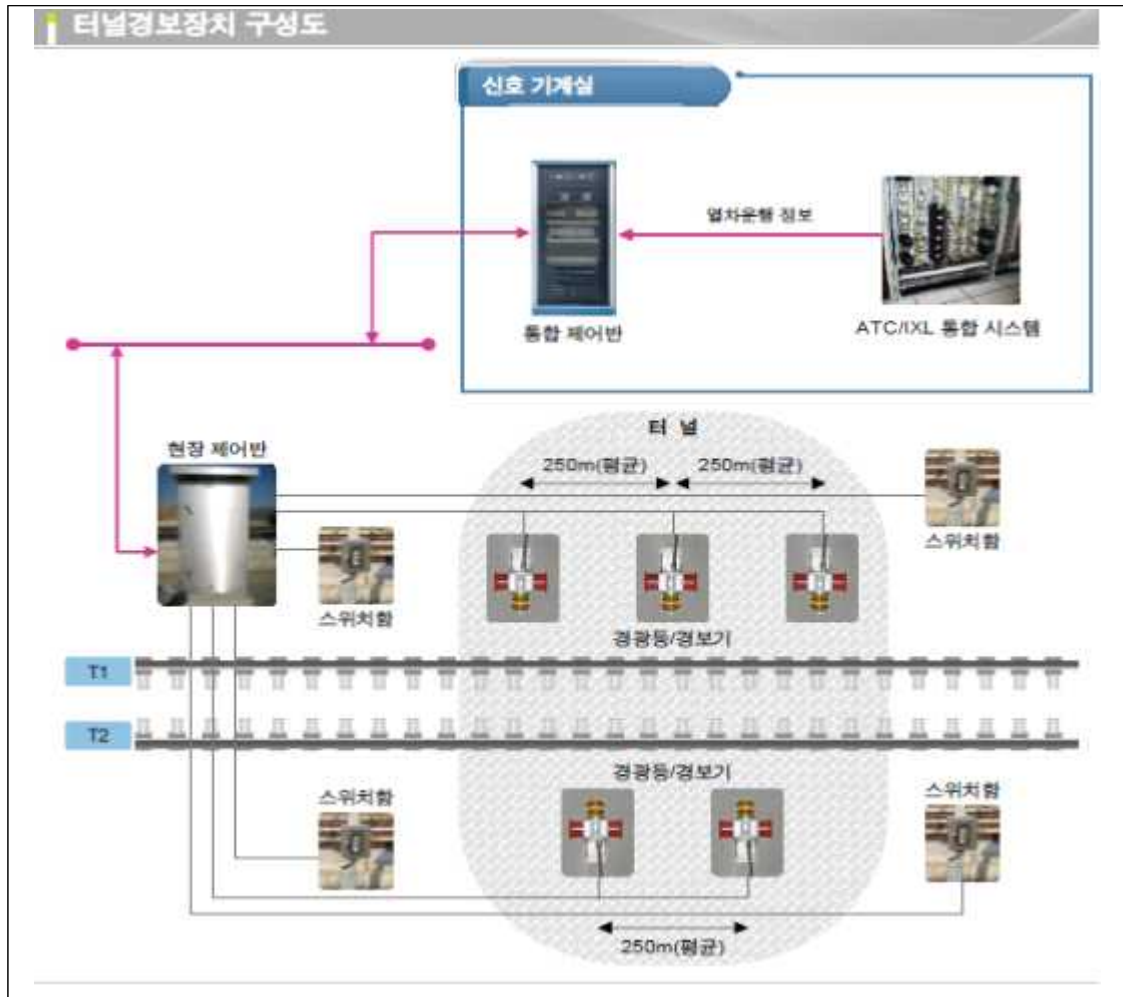 터널경보장치 구성도
신호 기계실
열차운행 정보
통합 제어반
ATC/IXL 통합 시스템
현장 제어반
터 널
250m(평균)
250m(평균)
스위치함
스위치함
경광등/경보기
T1
T2
경광등/경보기
스위치함
스위치함
250m(평균)